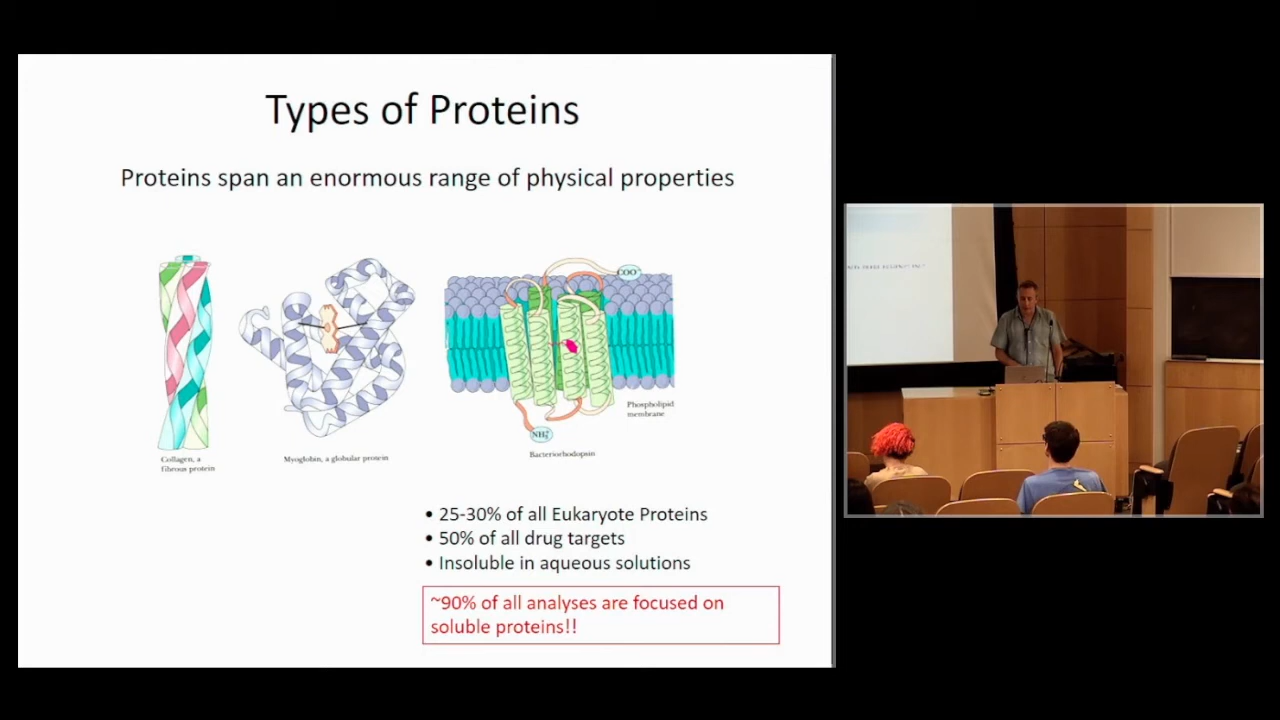 Types of Proteins
Proteins span an enormous range of physical properties
COO⁻
NH₃⁺
Phospholipid
membrane
Collagen, a
fibrous protein
Myoglobin, a globular protein
Bacteriorhodopsin
• 25-30% of all Eukaryote Proteins
• 50% of all drug targets
• Insoluble in aqueous solutions
~90% of all analyses are focused on
soluble proteins!!